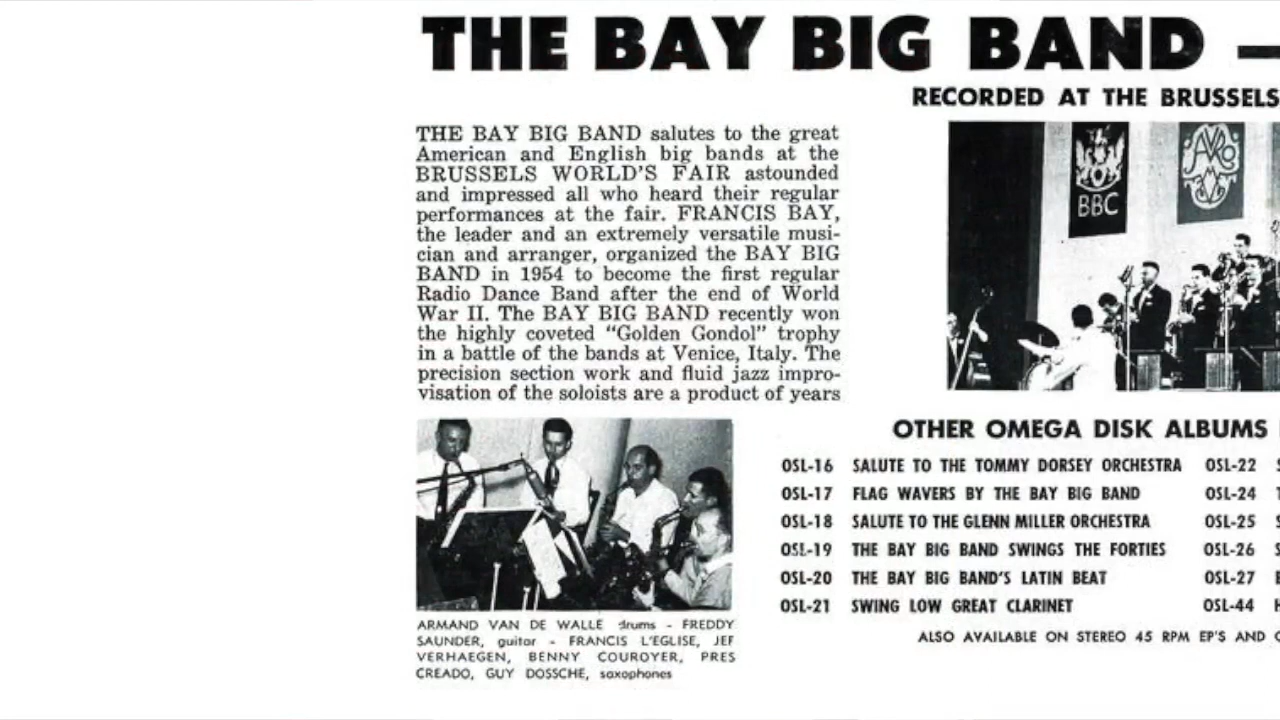 THE BAY BIG BAND —
RECORDED AT THE BRUSSELS
THE BAY BIG BAND salutes to the great
American and English big bands at the
BRUSSELS WORLD'S FAIR astounded
and impressed all who heard their regular
performances at the fair. FRANCIS BAY,
the leader and an extremely versatile musi-
cian and arranger, organized the BAY BIG
BAND in 1954 to become the first regular
Radio Dance Band after the end of World
War II. The BAY BIG BAND recently won
the highly coveted "Golden Gondol" trophy
in a battle of the bands at Venice, Italy. The
precision section work and fluid jazz impro-
visation of the soloists are a product of years
BBC
AVRO
ARMAND VAN DE WALLE drums - FREDDY
SAUNDER, guitar - FRANCIS L'EGLISE, JEF
VERHAEGEN, BENNY COUROYER, PRES
CREADO, GUY DOSSCHE, saxophones
OTHER OMEGA DISK ALBUMS
OSL-16 SALUTE TO THE TOMMY DORSEY ORCHESTRA OSL-22
OSL-17 FLAG WAVERS BY THE BAY BIG BAND OSL-24
OSL-18 SALUTE TO THE GLENN MILLER ORCHESTRA OSL-25
OSL-19 THE BAY BIG BAND SWINGS THE FORTIES OSL-26
OSL-20 THE BAY BIG BAND'S LATIN BEAT OSL-27
OSL-21 SWING LOW GREAT CLARINET OSL-44
ALSO AVAILABLE ON STEREO 45 RPM EP'S AND